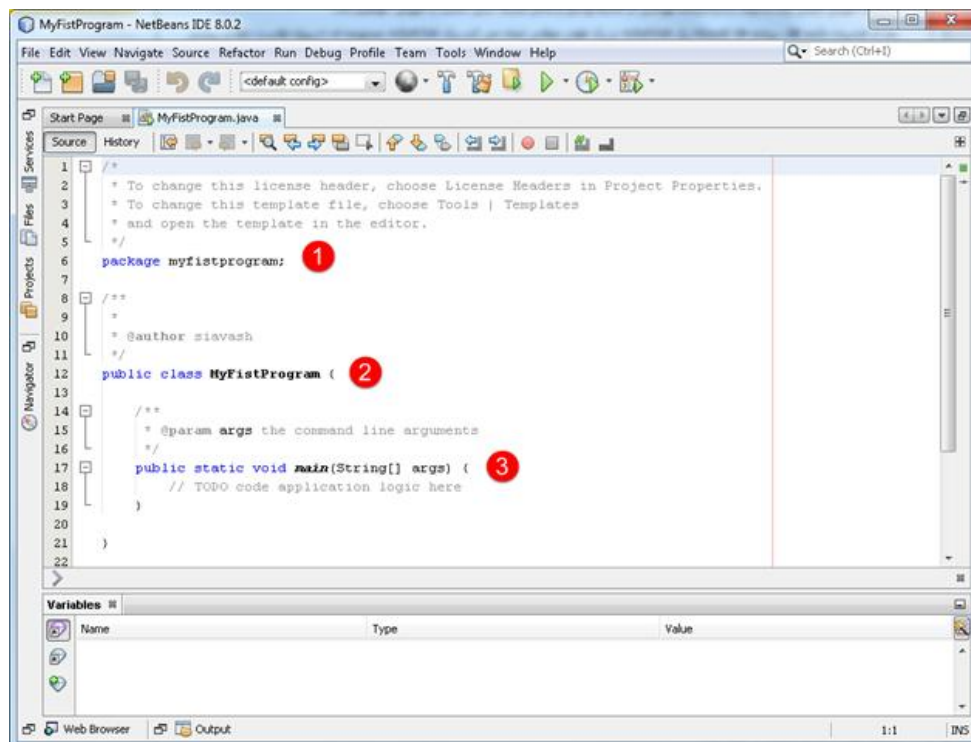 MyFistProgram - NetBeans IDE 8.0.2
File Edit View Navigate Source Refactor Run Debug Profile Team Tools Window Help
Search (Ctrl+I)
<default config>
Start Page
MyFistProgram.java
Source History
Services
Files
Projects
Navigator
1 /*
2 * To change this license header, choose License Headers in Project Properties.
3 * To change this template file, choose Tools | Templates
4 * and open the template in the editor.
5 */
6 package myfistprogram; 1
7
8 /**
9 *
10 * @author siavash
11 */
12 public class MyFistProgram { 2
13
14 /**
15 * @param args the command line arguments
16 */
17 public static void main(String[] args) { 3
18 // TODO code application logic here
19 }
20
21 }
22
Variables
Name Type Value
Web Browser Output 1:1 INS